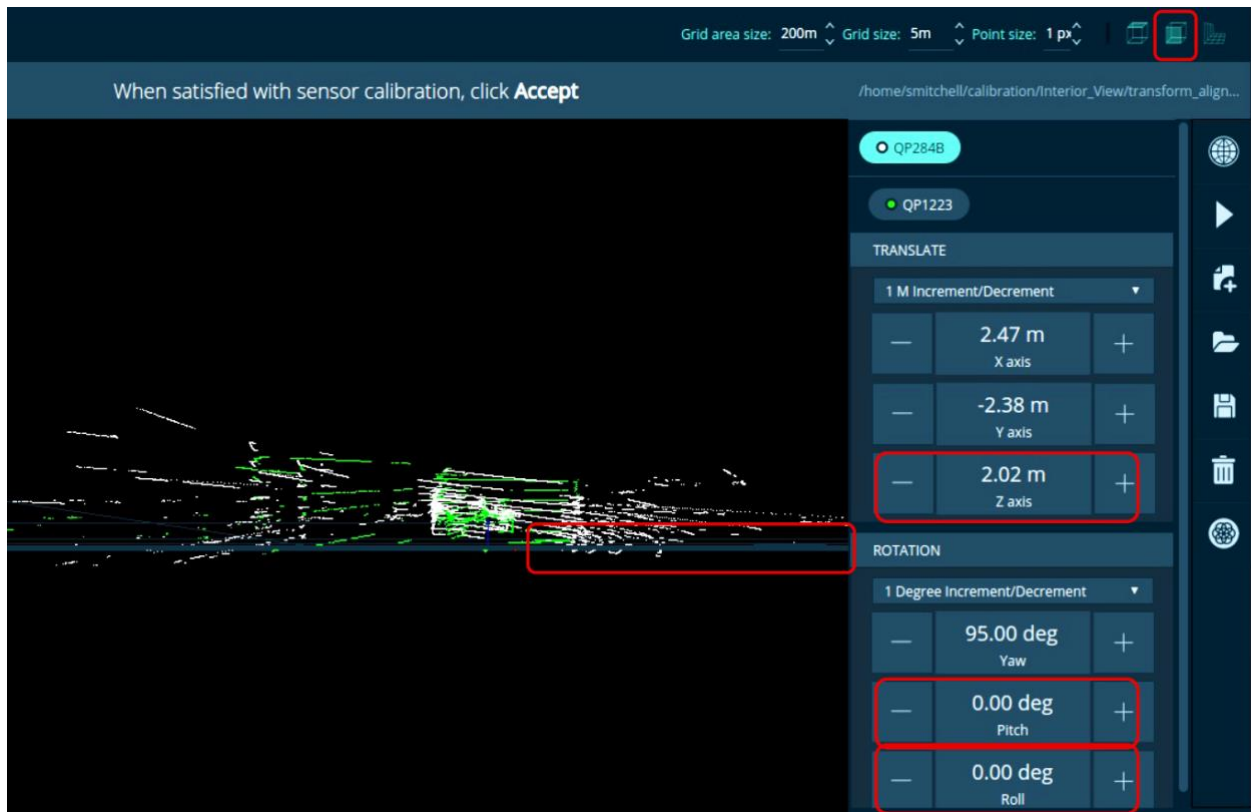 Grid area size: 200m Grid size: 5m Point size: 1 px
When satisfied with sensor calibration, click Accept
/home/smitchell/calibration/Interior_View/transform_align...
QP284B
QP1223
TRANSLATE
1 M Increment/Decrement
2.47 m
X axis
-2.38 m
Y axis
2.02 m
Z axis
ROTATION
1 Degree Increment/Decrement
95.00 deg
Yaw
0.00 deg
Pitch
0.00 deg
Roll